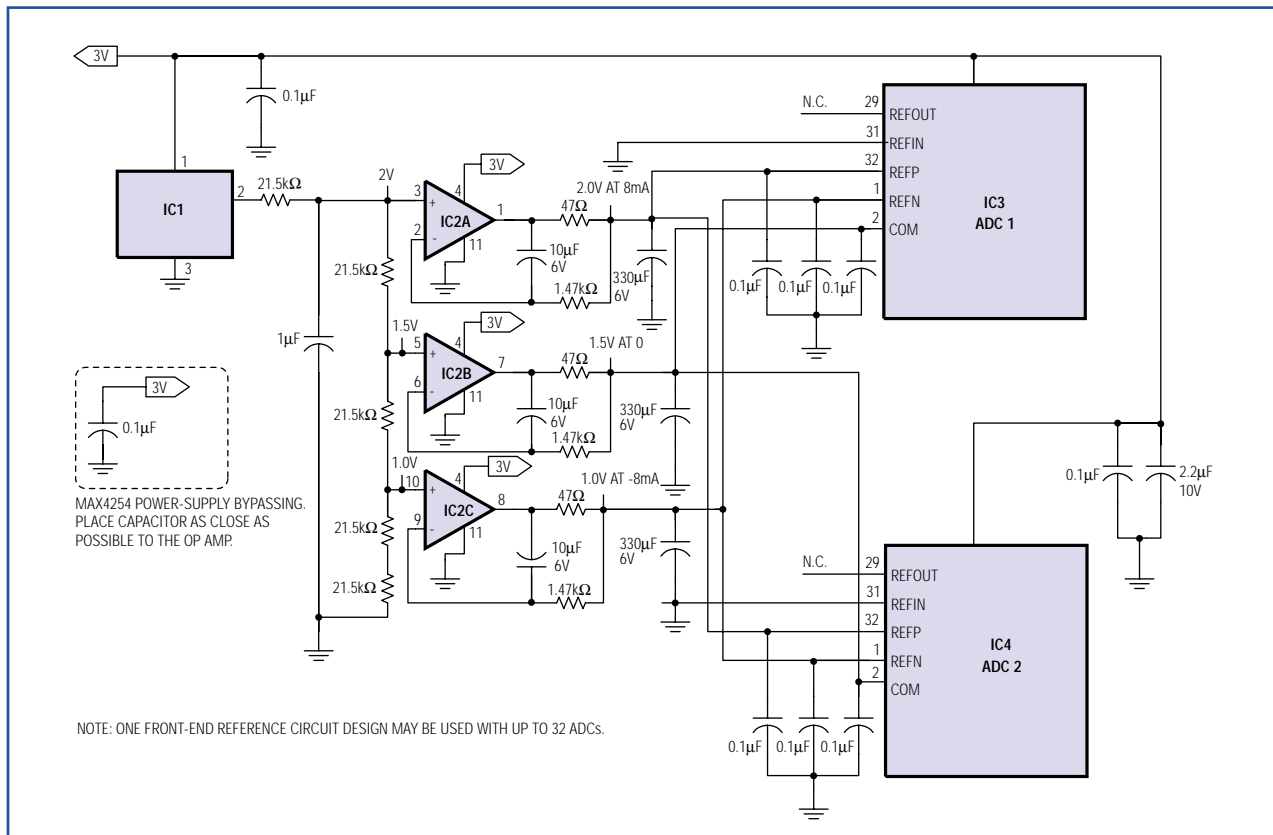 3V
0.1µF
N.C.
29
REFOUT
31
REFIN
32
REFP
1
REFN
2
COM
IC3
ADC 1
0.1µF
0.1µF
0.1µF
1
IC1
2
3
21.5kΩ
2V
3
+
4
3V
IC2A
1
2
-
11
47Ω
2.0V AT 8mA
10µF
6V
1.47kΩ
330µF
6V
21.5kΩ
1µF
1.5V
5
+
4
3V
IC2B
7
6
-
11
47Ω
1.5V AT 0
10µF
6V
1.47kΩ
330µF
6V
21.5kΩ
1.0V
10
+
4
3V
IC2C
8
9
-
11
47Ω
1.0V AT -8mA
10µF
6V
1.47kΩ
330µF
6V
21.5kΩ
21.5kΩ
3V
0.1µF
MAX4254 POWER-SUPPLY BYPASSING.
PLACE CAPACITOR AS CLOSE AS
POSSIBLE TO THE OP AMP.
0.1µF
2.2µF
10V
N.C.
29
REFOUT
31
REFIN
32
REFP
1
REFN
2
COM
IC4
ADC 2
0.1µF
0.1µF
0.1µF
NOTE: ONE FRONT-END REFERENCE CIRCUIT DESIGN MAY BE USED WITH UP TO 32 ADCs.